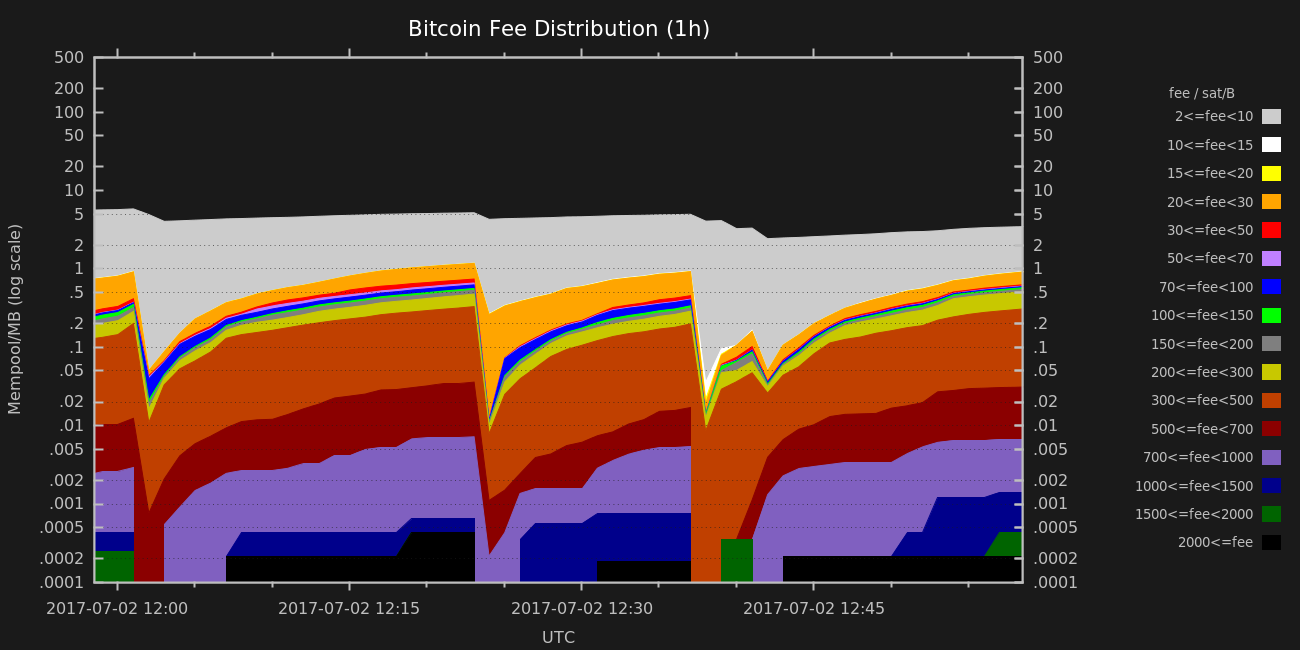 Bitcoin Fee Distribution (1h)
500 500
200 200
100 100
50 50
20 20
10 10
5 5
2 2
1 1
.5 .5
.2 .2
.1 .1
.05 .05
.02 .02
.01 .01
.005 .005
.002 .002
.001 .001
.0005 .0005
.0002 .0002
.0001 .0001
Mempool/MB (log scale)
2017-07-02 12:00 2017-07-02 12:15 2017-07-02 12:30 2017-07-02 12:45
UTC
fee / sat/B
2<=fee<10
10<=fee<15
15<=fee<20
20<=fee<30
30<=fee<50
50<=fee<70
70<=fee<100
100<=fee<150
150<=fee<200
200<=fee<300
300<=fee<500
500<=fee<700
700<=fee<1000
1000<=fee<1500
1500<=fee<2000
2000<=fee